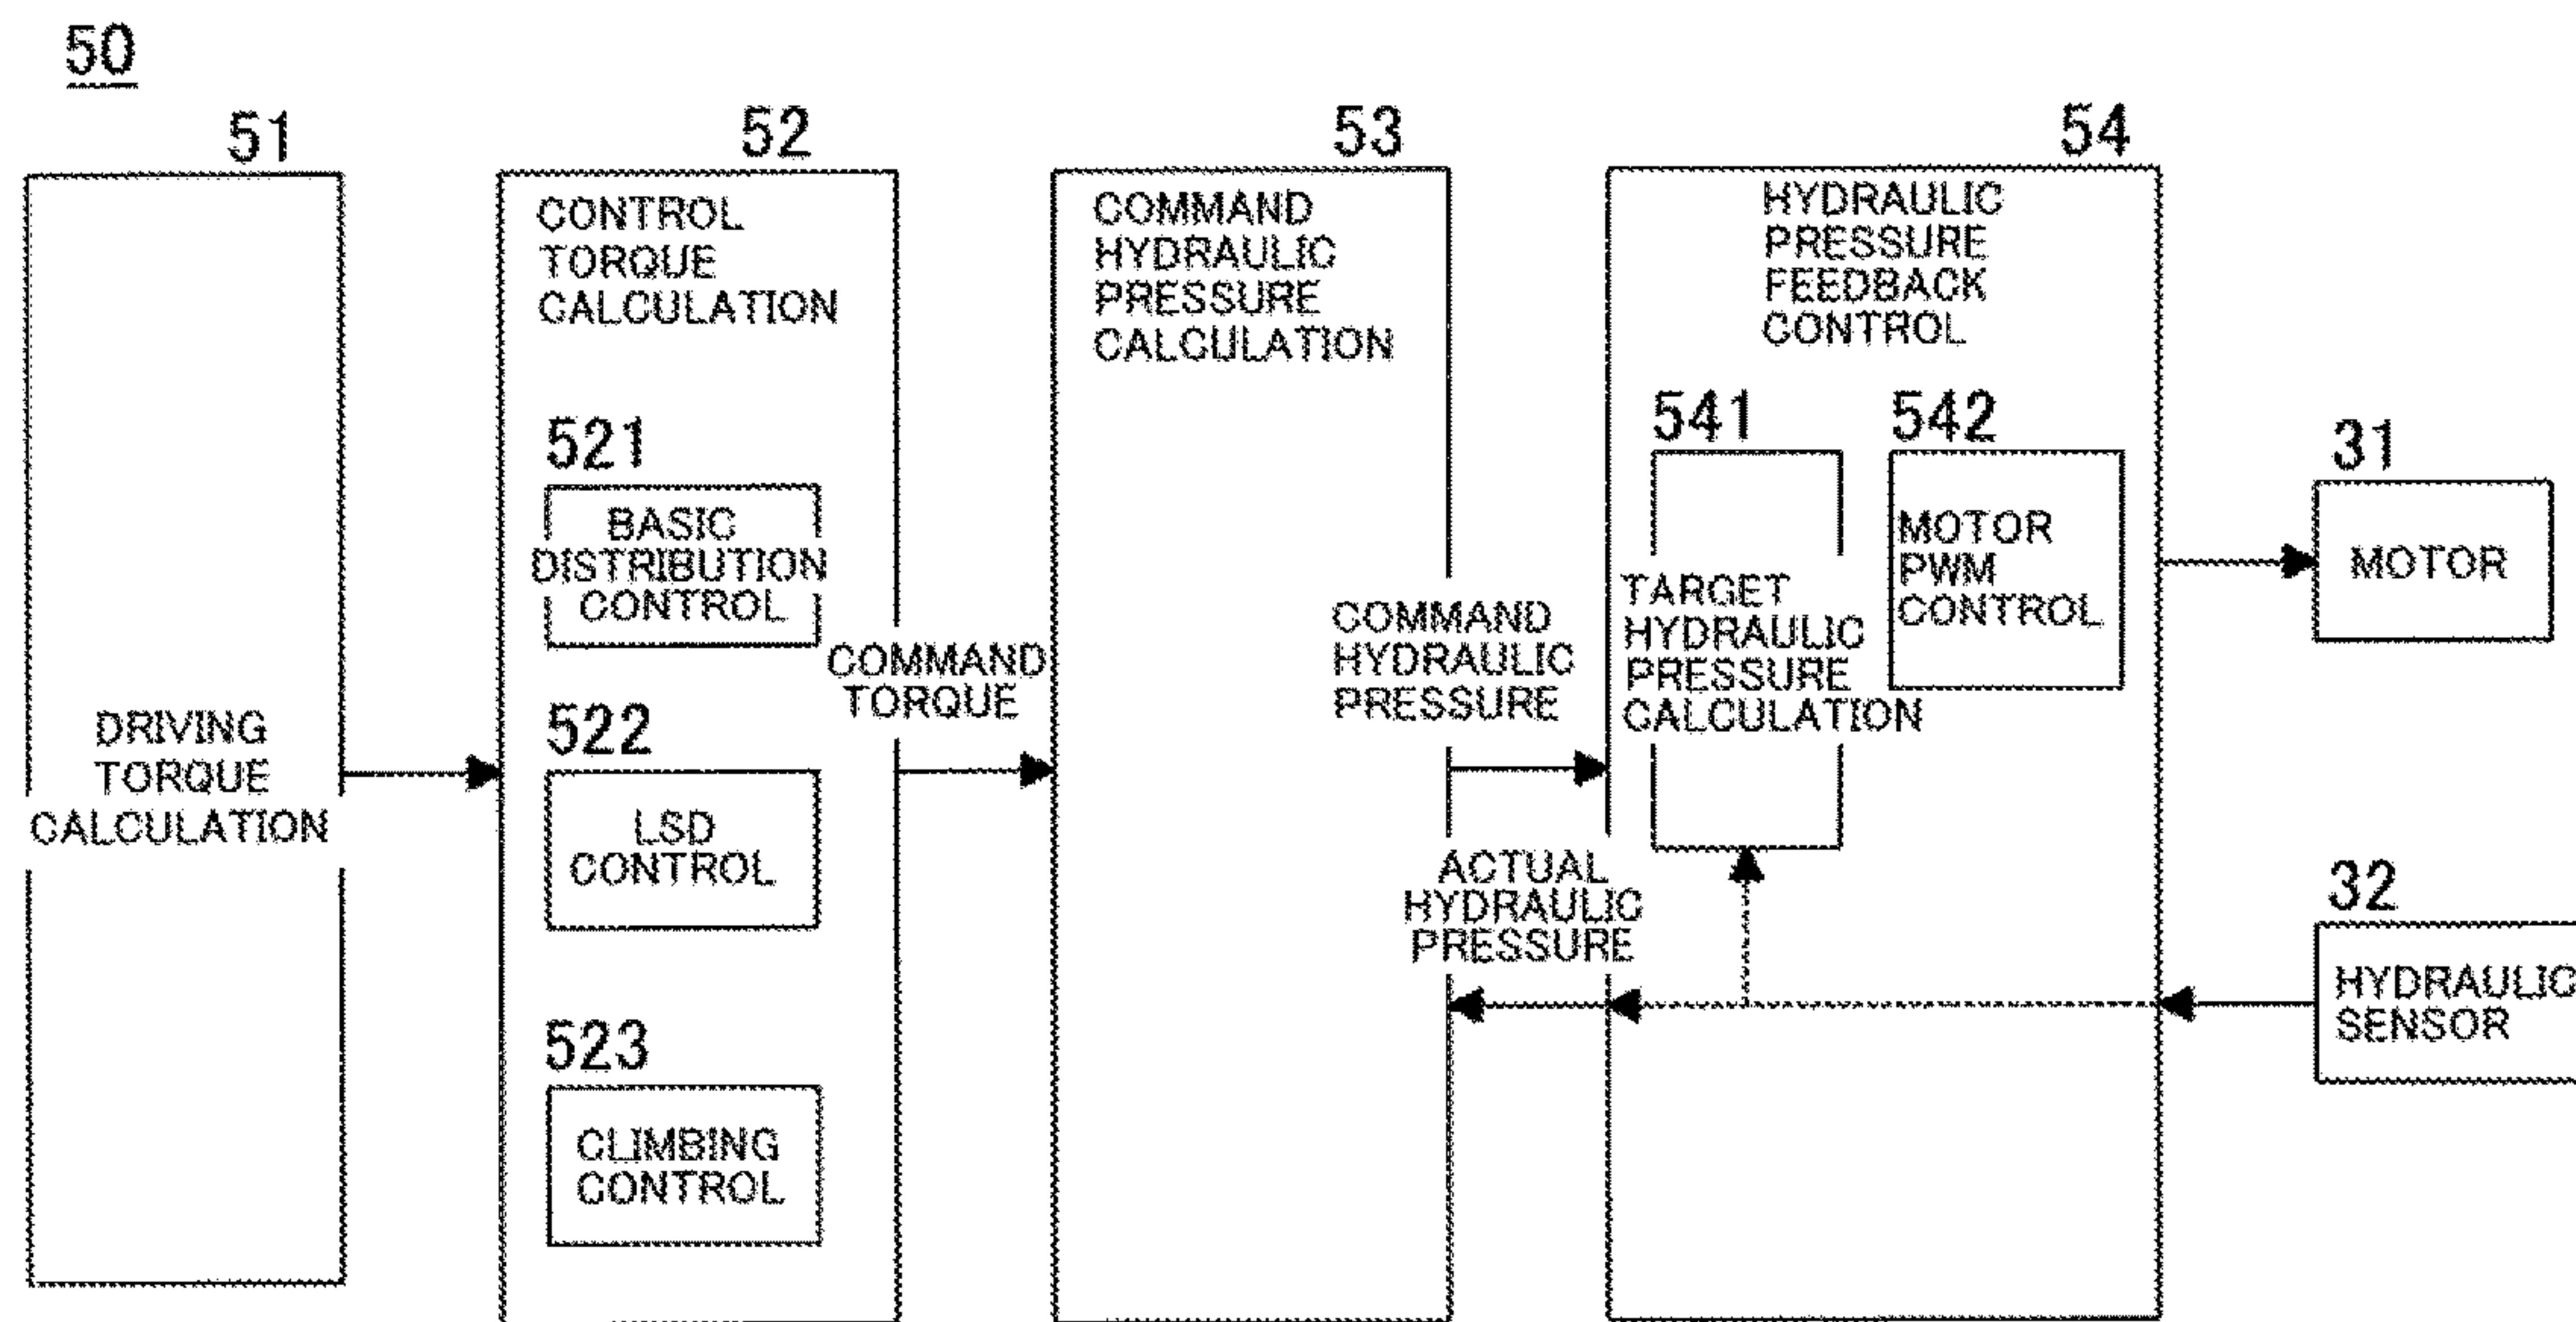 50
51
DRIVING
TORQUE
CALCULATION
52
CONTROL
TORQUE
CALCULATION
521
BASIC
DISTRIBUTION
CONTROL
522
LSD
CONTROL
523
CLIMBING
CONTROL
COMMAND
TORQUE
53
COMMAND
HYDRAULIC
PRESSURE
CALCULATION
COMMAND
HYDRAULIC
PRESSURE
ACTUAL
HYDRAULIC
PRESSURE
54
HYDRAULIC
PRESSURE
FEEDBACK
CONTROL
541
TARGET
HYDRAULIC
PRESSURE
CALCULATION
542
MOTOR
PWM
CONTROL
31
MOTOR
32
HYDRAULIC
SENSOR